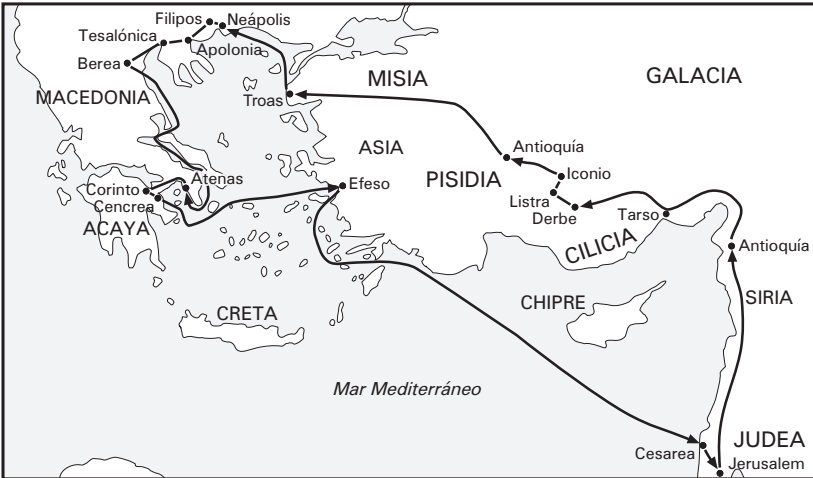 Filipos
Neápolis
Tesalónica
Apolonia
Berea
MISIA
GALACIA
MACEDONIA
Troas
ASIA
Antioquía
Iconio
Atenas
PISIDIA
Efeso
Corinto
Listra
Cencrea
Derbe
Tarso
ACAYA
CILICIA
Antioquía
CHIPRE
SIRIA
CRETA
Mar Mediterráneo
JUDEA
Cesarea
Jerusalem